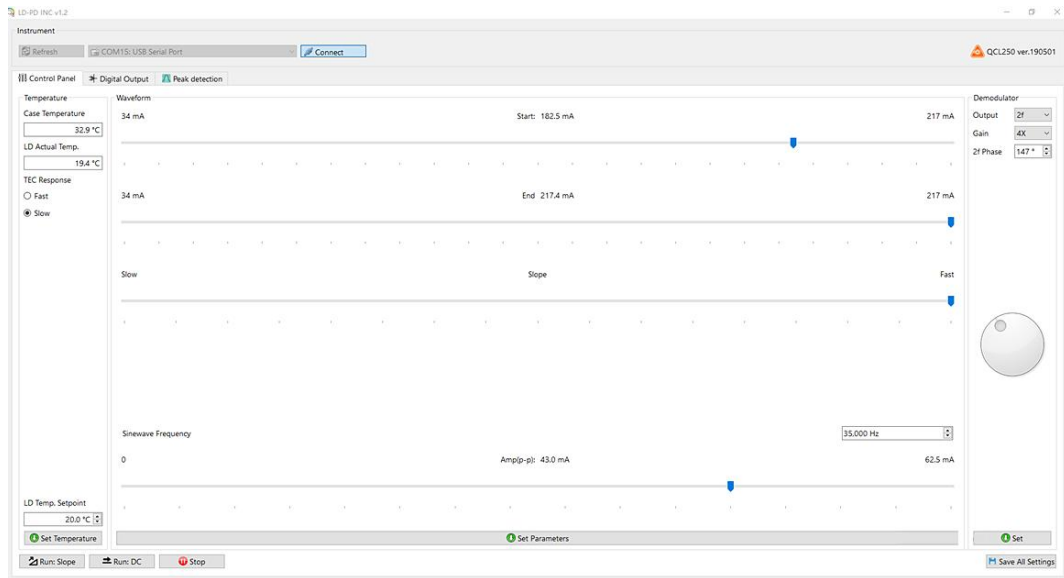 LD-PD INC v1.2
Instrument
Refresh
COM15: USB Serial Port
Connect
QCL250 ver.190501
Control Panel
Digital Output
Peak detection
Temperature
Case Temperature
32.9 °C
LD Actual Temp.
19.4 °C
TEC Response
Fast
Slow
LD Temp. Setpoint
20.0 °C
Set Temperature
Waveform
34 mA Start: 182.5 mA 217 mA
34 mA End 217.4 mA 217 mA
Slow Slope Fast
Sinewave Frequency 35.000 Hz
0 Amp(p-p): 43.0 mA 62.5 mA
Set Parameters
Demodulator
Output 2f
Gain 4X
2f Phase 147 °
Set
Run: Slope
Run: DC
Stop
Save All Settings